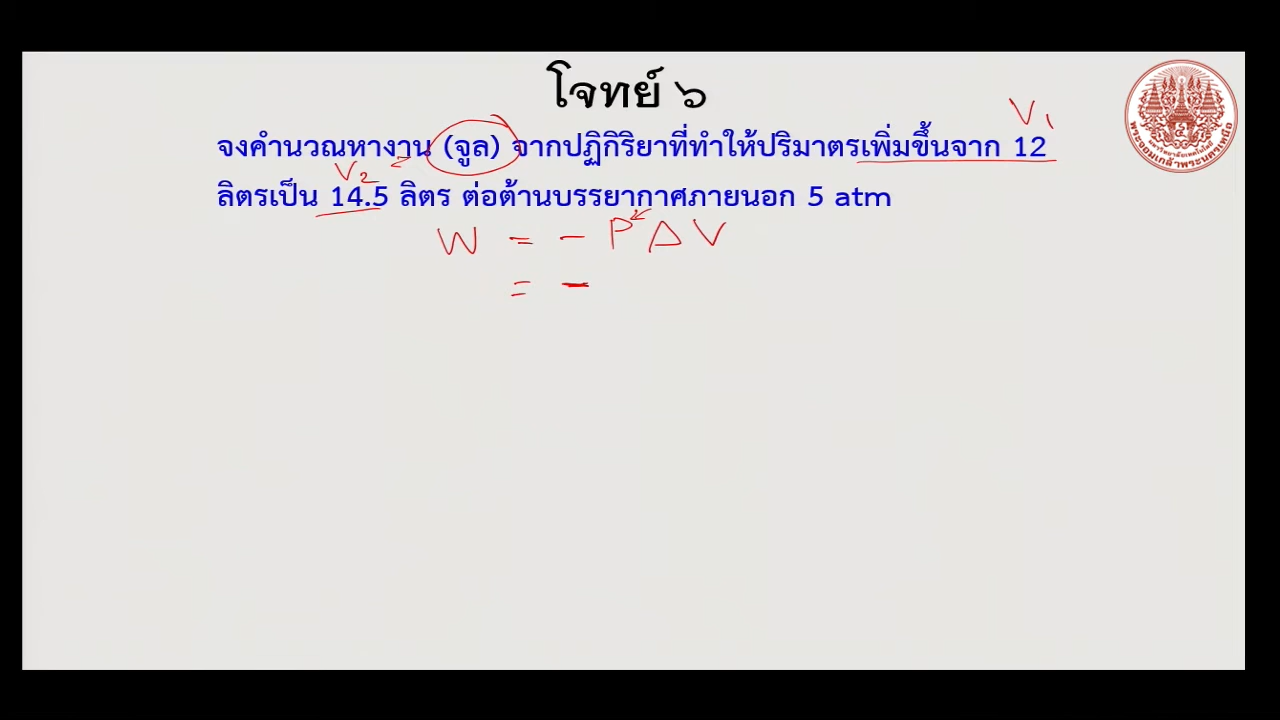 โจทย์ ๖
V₁
จงคำนวณหางาน (จูล) จากปฏิกิริยาที่ทำให้ปริมาตรเพิ่มขึ้นจาก 12
V₂
ลิตรเป็น 14.5 ลิตร ต่อต้านบรรยากาศภายนอก 5 atm
W = - P Δ V
= -